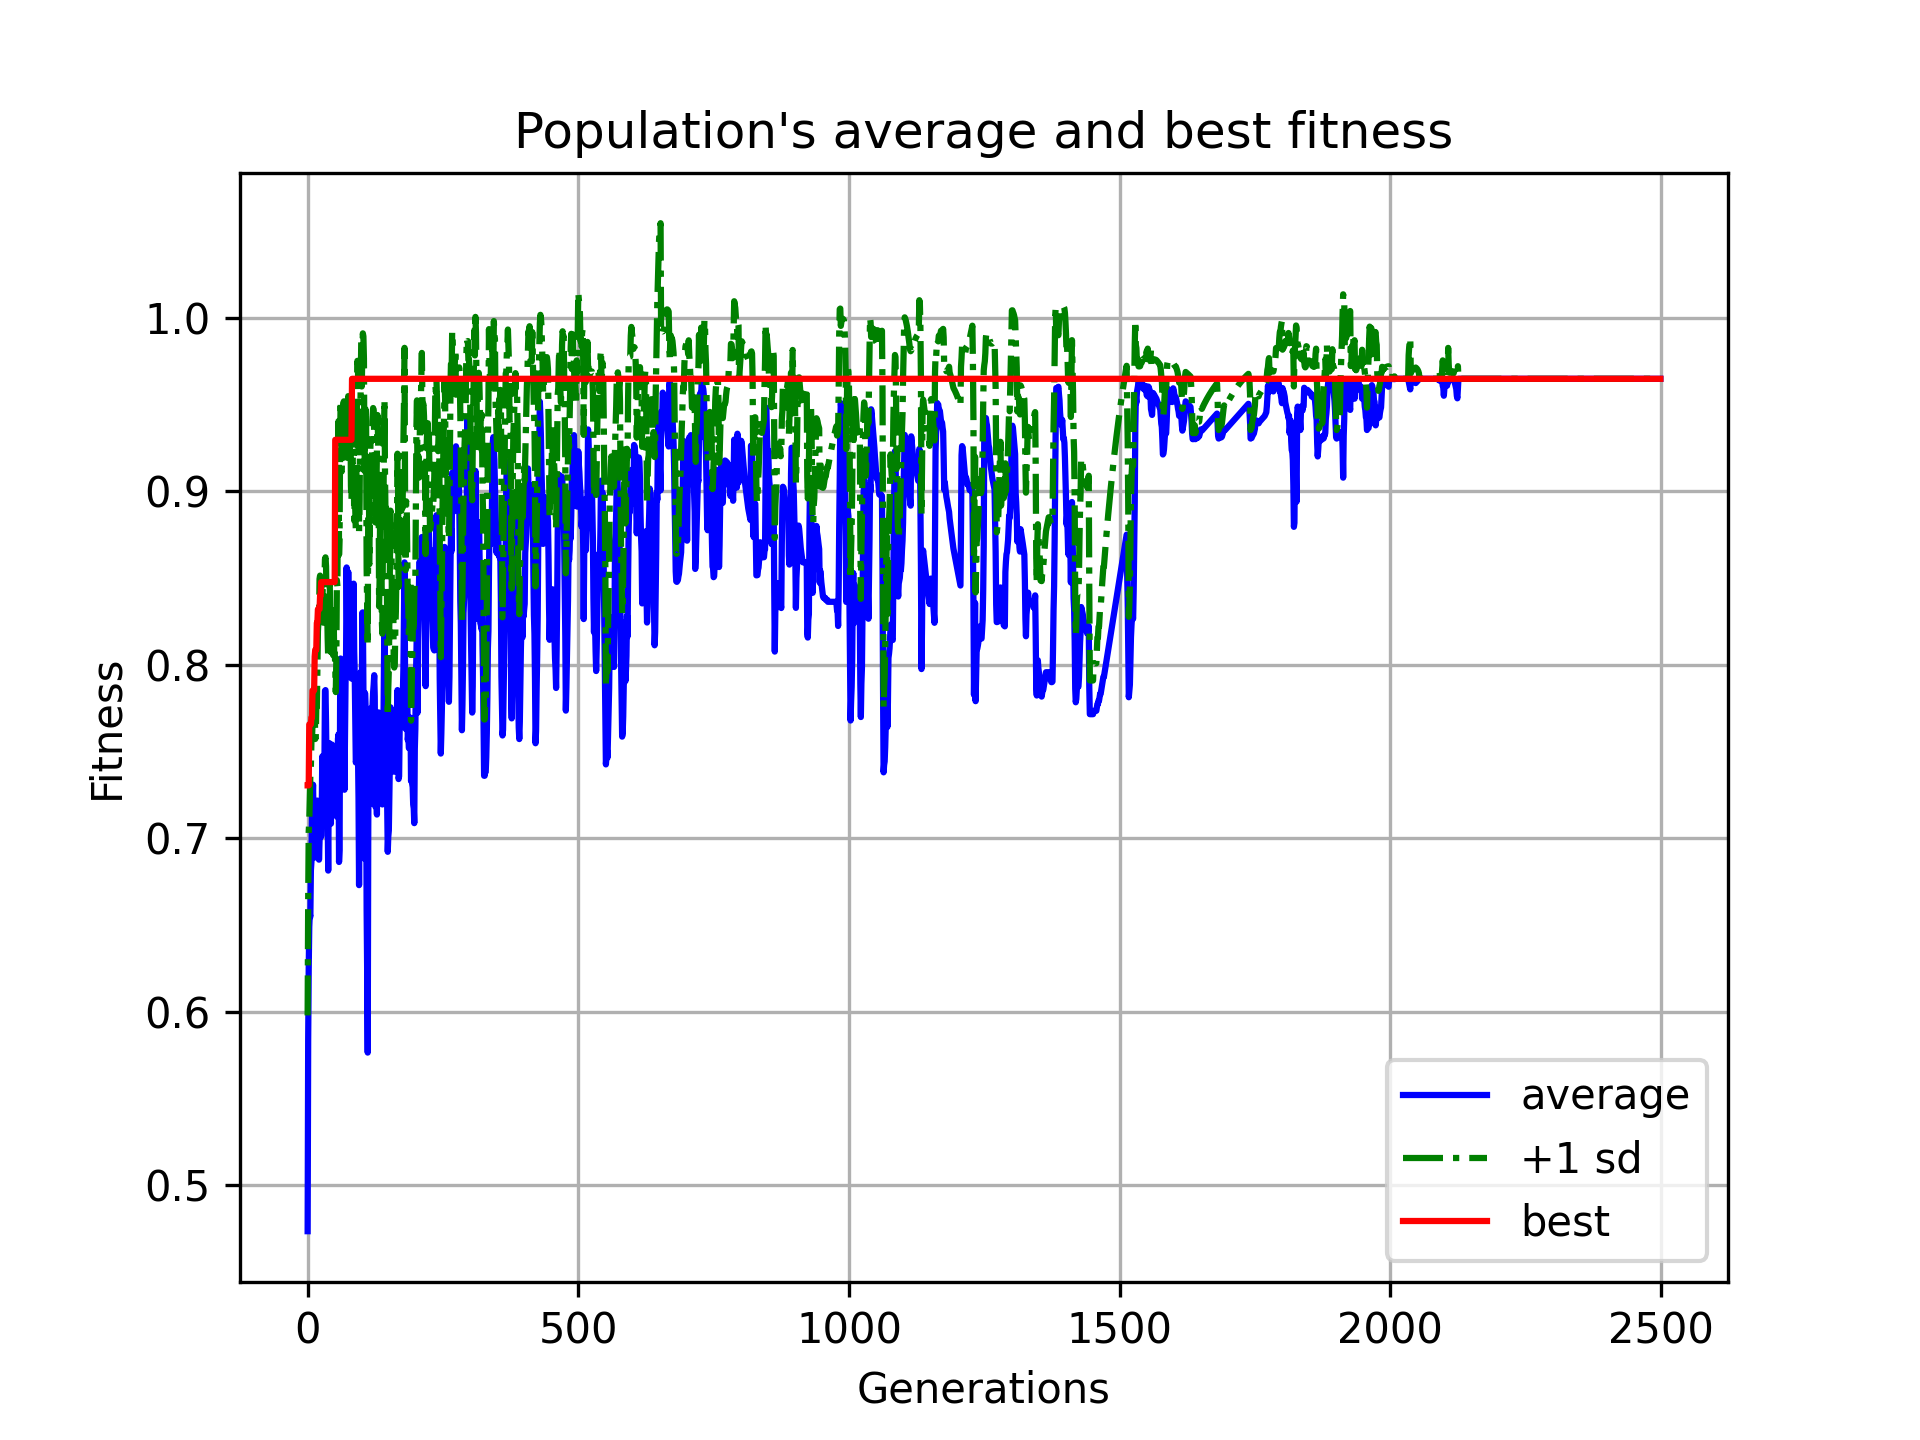 Population's average and best fitness
Fitness
1.0
0.9
0.8
0.7
0.6
0.5
0
500
1000
1500
2000
2500
Generations
average
+1 sd
best